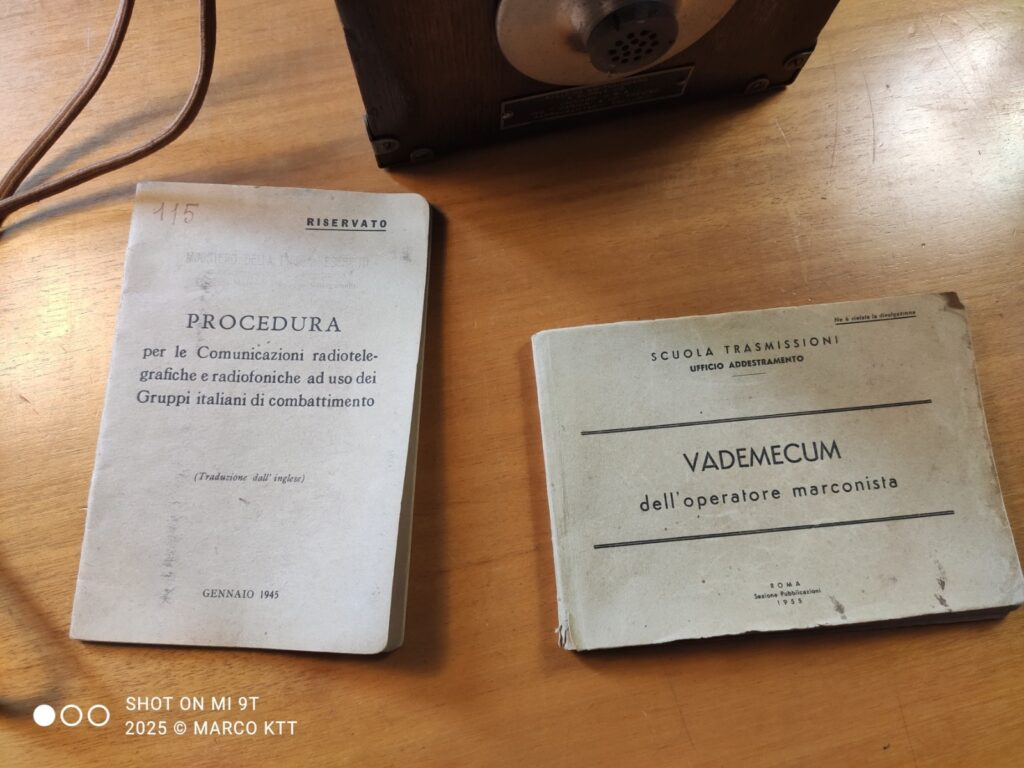 115
RISERVATO
MINISTERO DELLA
PROCEDURA
per le Comunicazioni radiotele-
grafiche e radiofoniche ad uso dei
Gruppi italiani di combattimento
(Traduzione dall' inglese)
GENNAIO 1945
Ne è vietata la divulgazione
SCUOLA TRASMISSIONI
UFFICIO ADDESTRAMENTO
VADEMECUM
dell'operatore marconista
ROMA
Sezione Pubblicazioni
1955
SHOT ON MI 9T
2025 © MARCO KTT